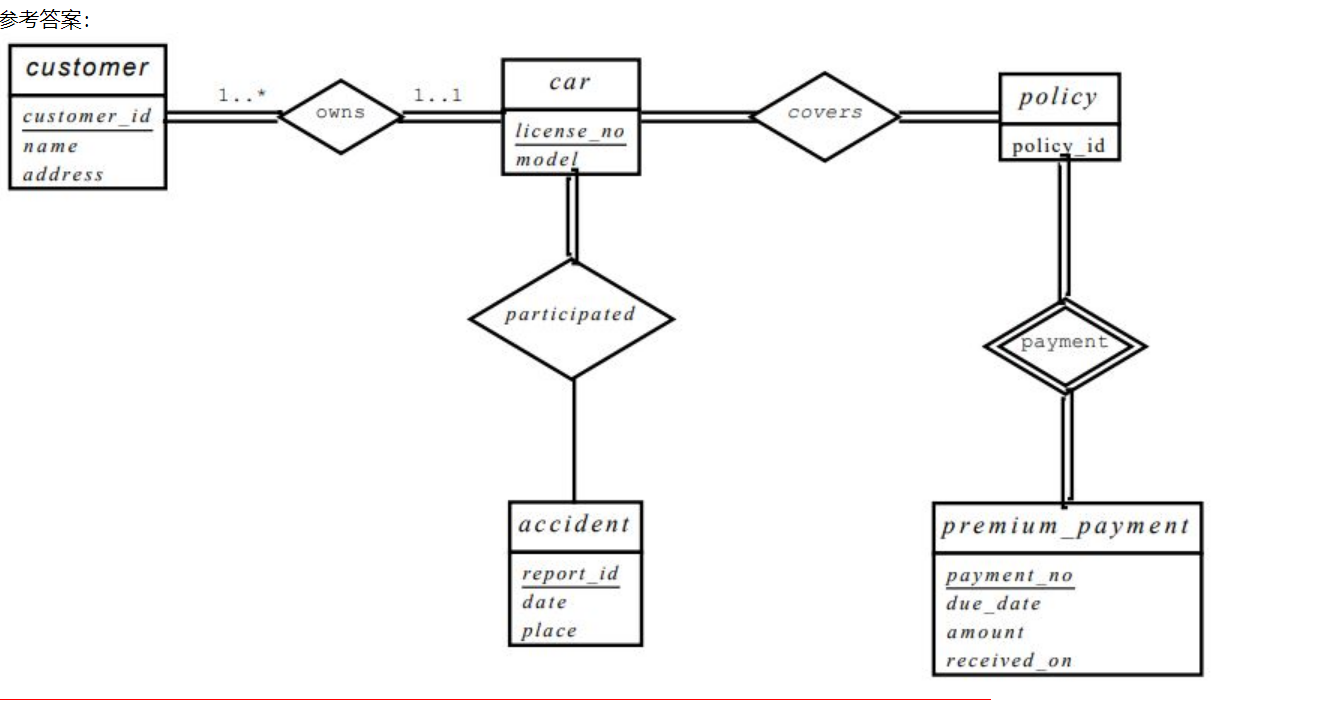 参考答案:
customer
customer_id
name
address
1..*
owns
1..1
car
license_no
model
covers
policy
policy_id
participated
payment
accident
report_id
date
place
premium_payment
payment_no
due_date
amount
received_on